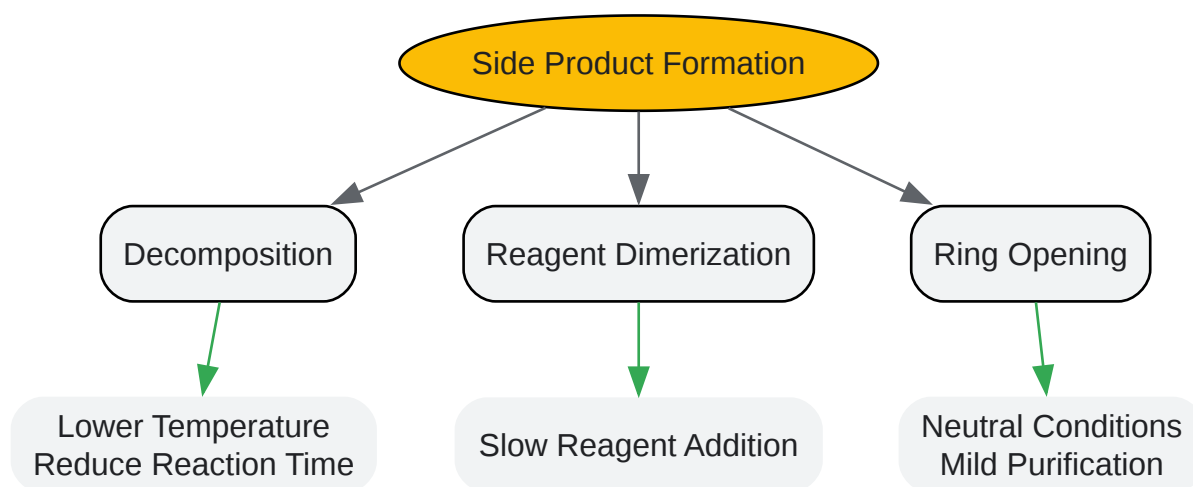 Side Product Formation
Decomposition
Reagent Dimerization
Ring Opening
Lower Temperature
Reduce Reaction Time
Slow Reagent Addition
Neutral Conditions
Mild Purification